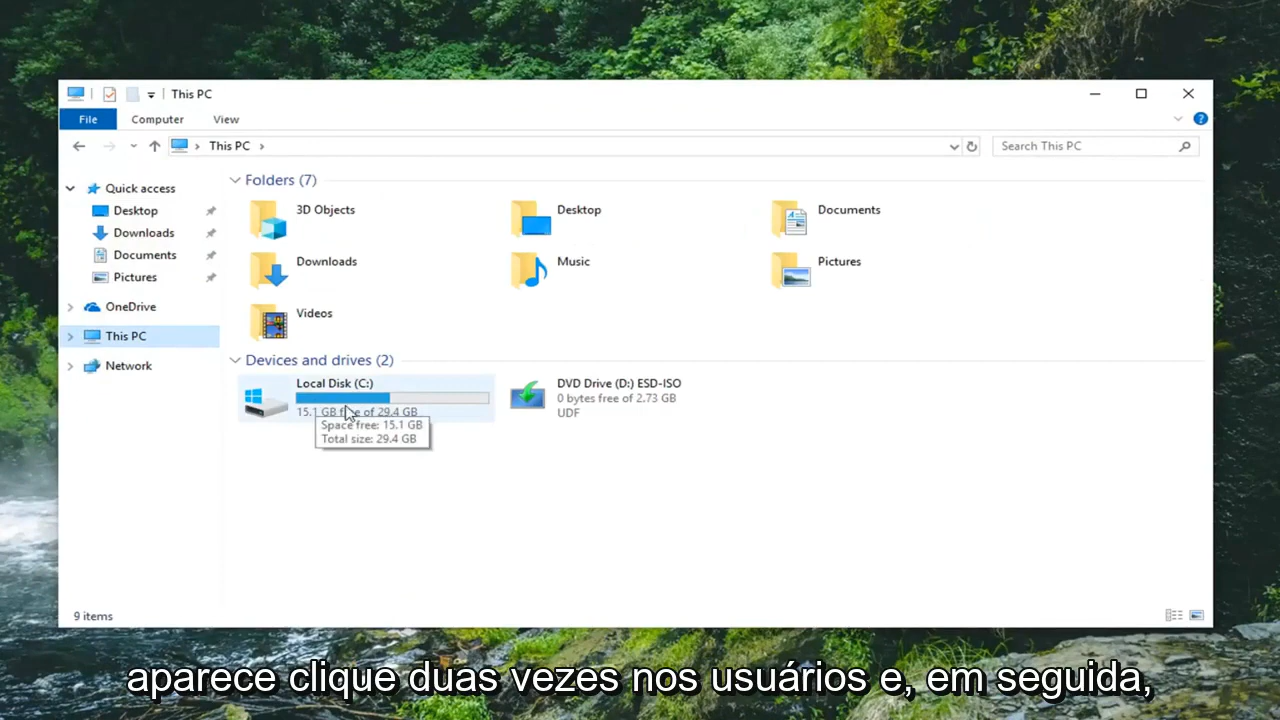 This PC
File
Computer
View
This PC
Search This PC
Quick access
Desktop
Downloads
Documents
Pictures
OneDrive
This PC
Network
Folders (7)
3D Objects
Desktop
Documents
Downloads
Music
Pictures
Videos
Devices and drives (2)
Local Disk (C:)
15.1 GB free of 29.4 GB
Space free: 15.1 GB
Total size: 29.4 GB
DVD Drive (D:) ESD-ISO
0 bytes free of 2.73 GB
UDF
9 items
aparece clique duas vezes nos usuários e, em seguida,